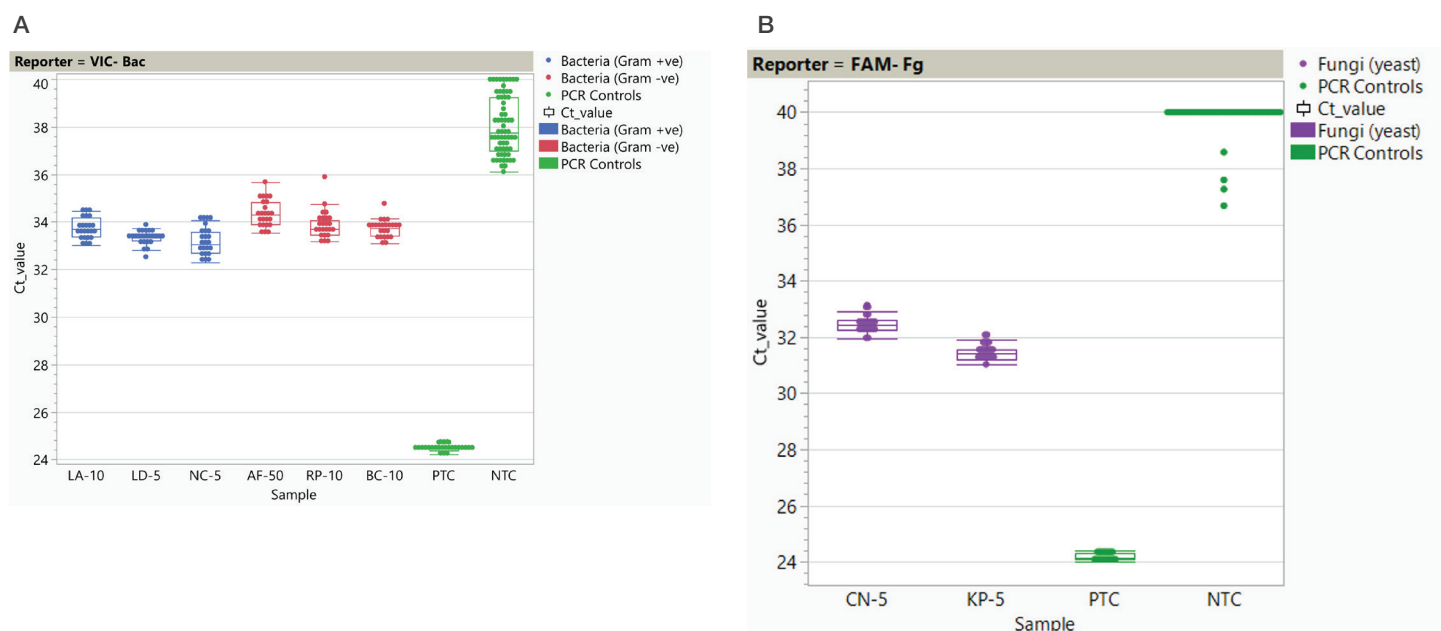 A
Reporter = VIC- Bac
Bacteria (Gram +ve)
Bacteria (Gram -ve)
PCR Controls
Ct_value
Bacteria (Gram +ve)
Bacteria (Gram -ve)
PCR Controls
40
38
36
34
32
30
28
26
24
Ct_value
LA-10 LD-5 NC-5 AF-50 RP-10 BC-10 PTC NTC
Sample
B
Reporter = FAM- Fg
Fungi (yeast)
PCR Controls
Ct_value
Fungi (yeast)
PCR Controls
40
38
36
34
32
30
28
26
24
Ct_value
CN-5 KP-5 PTC NTC
Sample